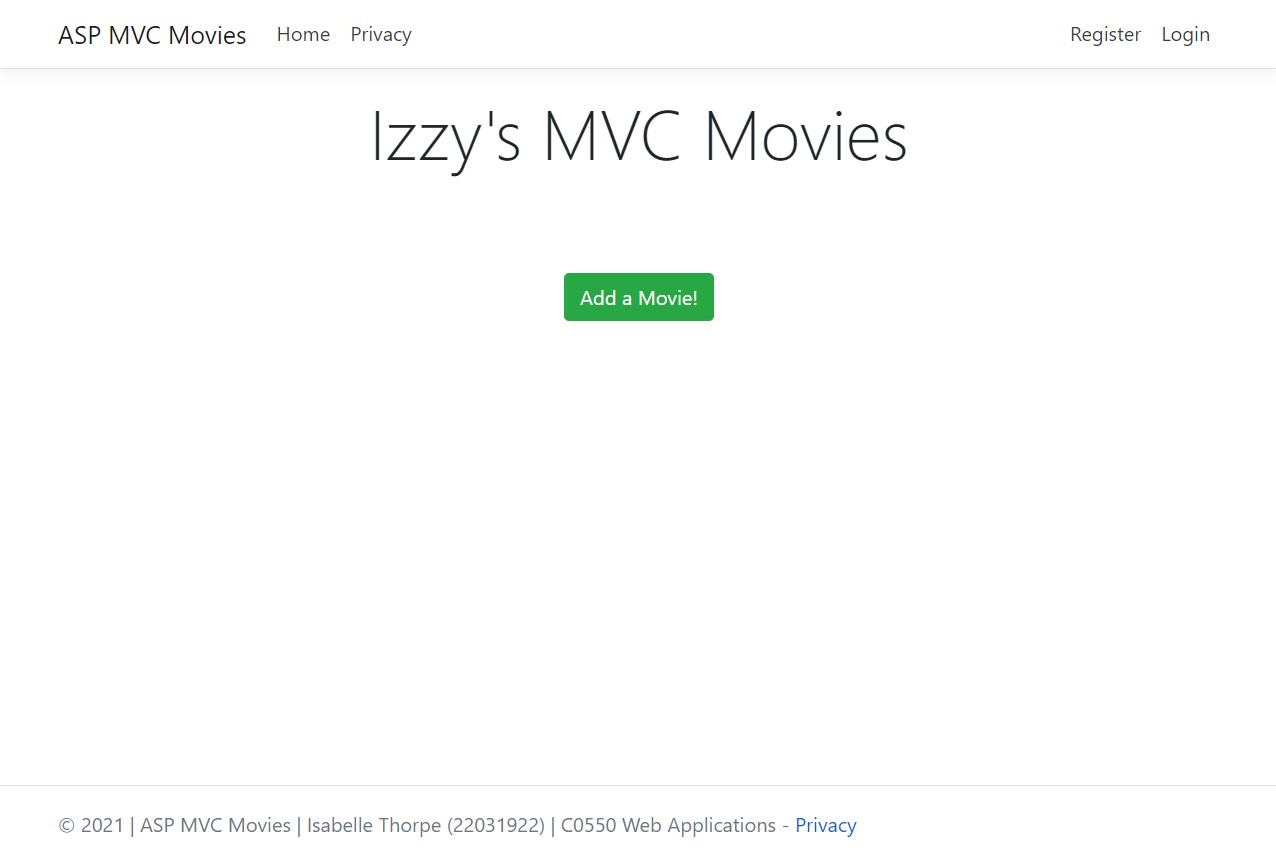 ASP MVC Movies Home Privacy Register Login
Izzy's MVC Movies
Add a Movie!
© 2021 | ASP MVC Movies | Isabelle Thorpe (22031922) | C0550 Web Applications - Privacy